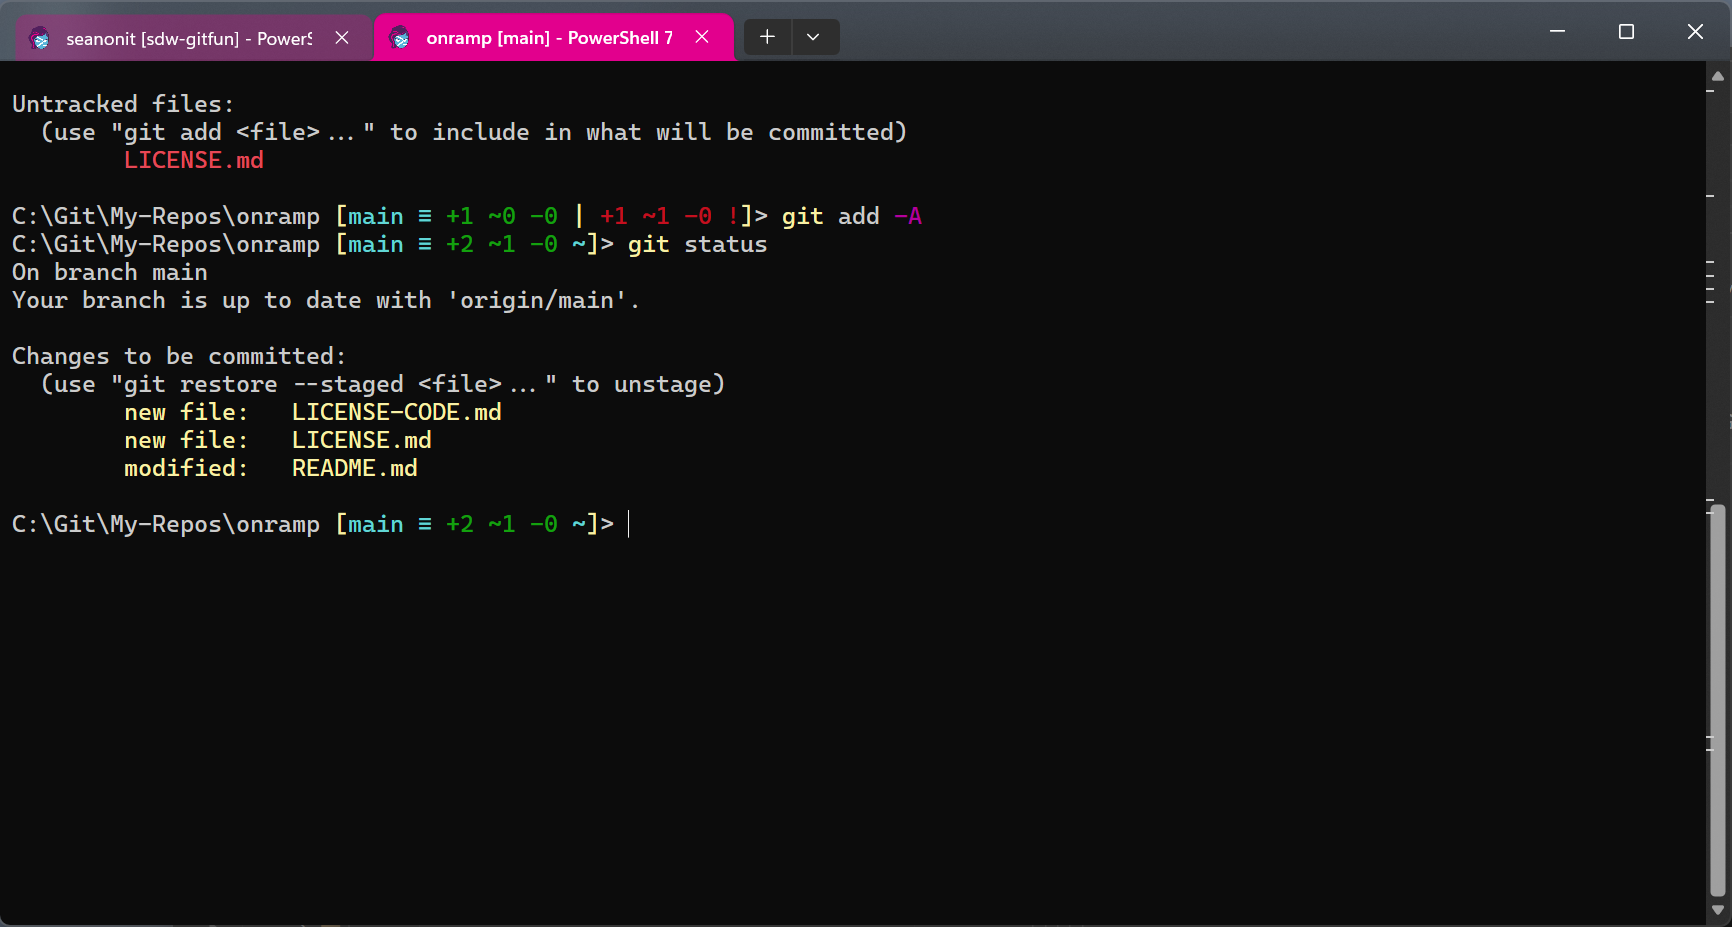 seanonit [sdw-gitfun] - PowerS
onramp [main] - PowerShell 7
Untracked files:
  (use "git add <file>..." to include in what will be committed)
        LICENSE.md
C:\Git\My-Repos\onramp [main ≡ +1 ~0 -0 | +1 ~1 -0 !]> git add -A
C:\Git\My-Repos\onramp [main ≡ +2 ~1 -0 ~]> git status
On branch main
Your branch is up to date with 'origin/main'.
Changes to be committed:
  (use "git restore --staged <file>..." to unstage)
        new file:   LICENSE-CODE.md
        new file:   LICENSE.md
        modified:   README.md
C:\Git\My-Repos\onramp [main ≡ +2 ~1 -0 ~]>